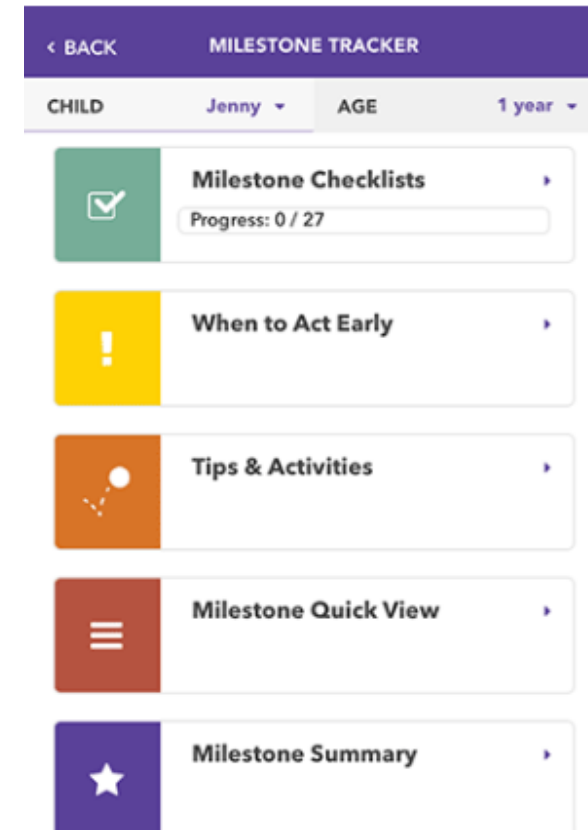 < BACK MILESTONE TRACKER
CHILD Jenny AGE 1 year
Milestone Checklists
Progress: 0 / 27
When to Act Early
!
Tips & Activities
Milestone Quick View
Milestone Summary